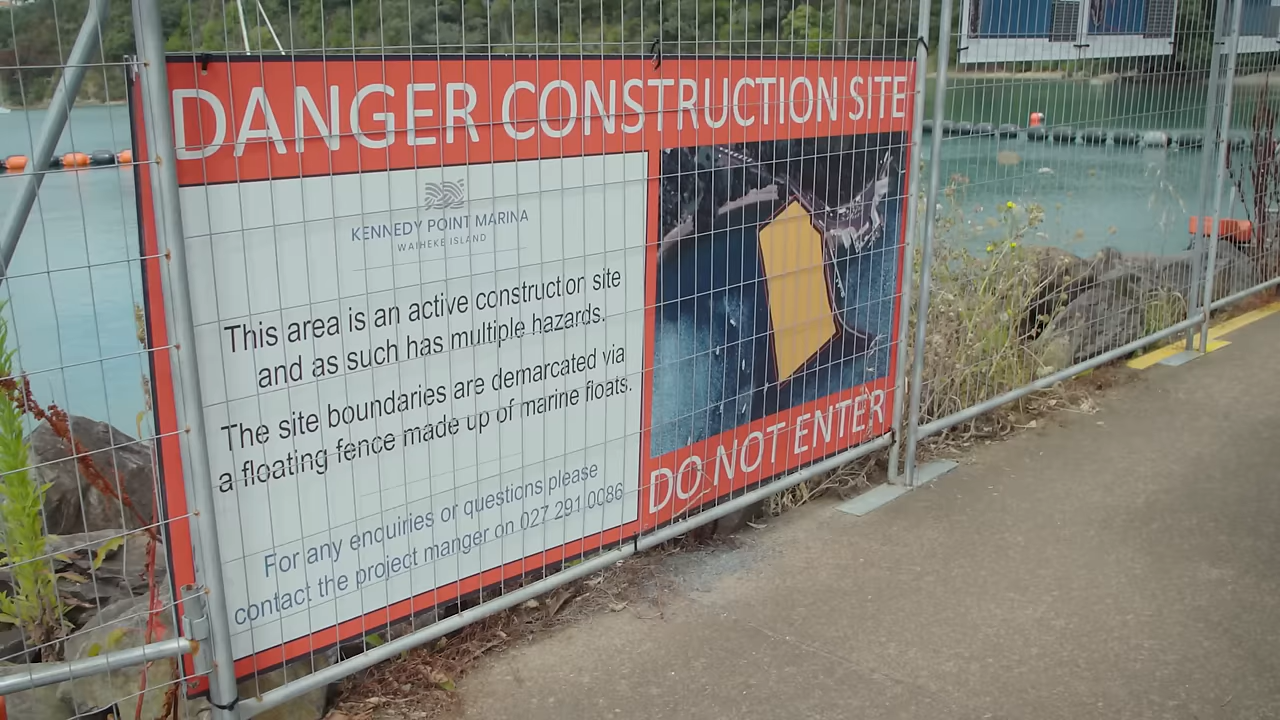 DANGER CONSTRUCTION SITE
KENNEDY POINT MARINA
WAIHEKE ISLAND
This area is an active construction site
and as such has multiple hazards.
The site boundaries are demarcated via
a floating fence made up of marine floats.
For any enquiries or questions please
contact the project manger on 027 291 0086
DO NOT ENTER